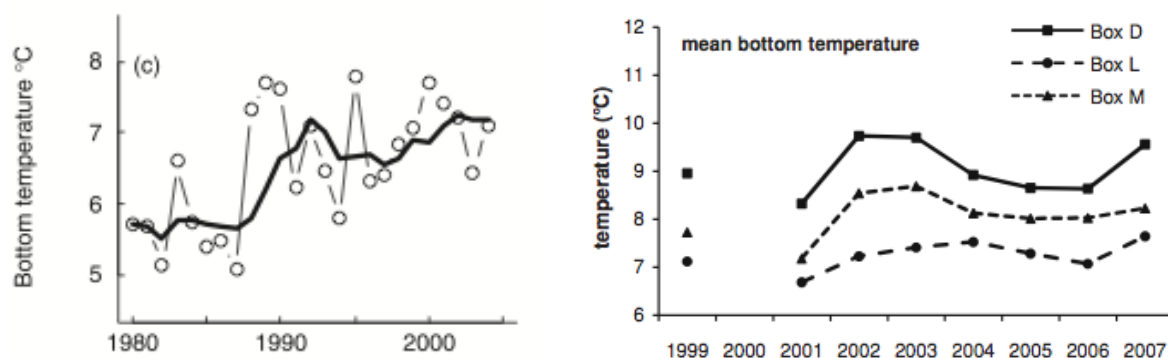 Bottom temperature °C
(c)
8
7
6
5
1980
1990
2000
mean bottom temperature
Box D
Box L
Box M
temperature (°C)
12
11
10
9
8
7
6
1999 2000 2001 2002 2003 2004 2005 2006 2007